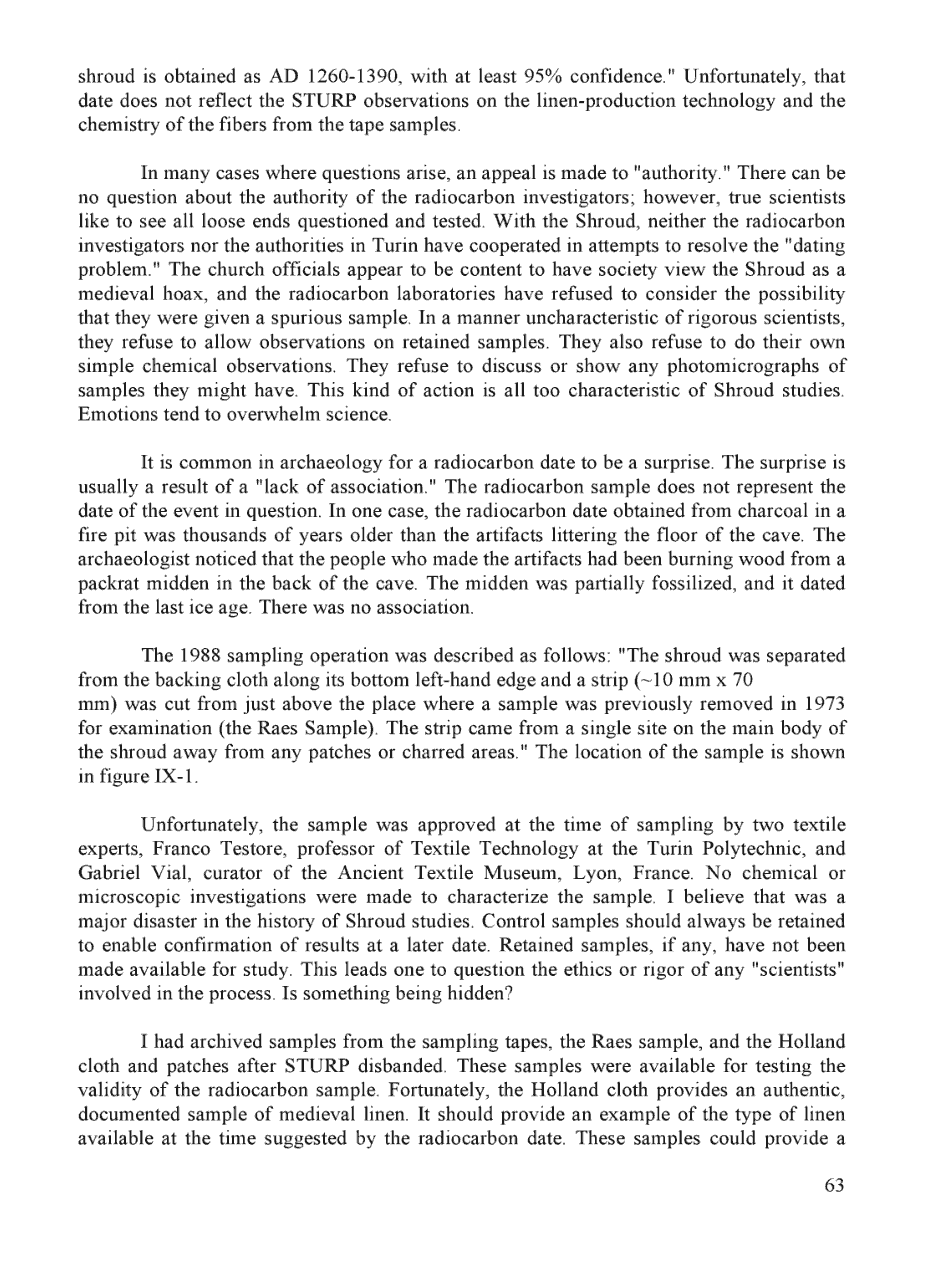 shroud is obtained as AD 1260-1390, with at least 95% confidence." Unfortunately, that
date does not reflect the STURP observations on the linen-production technology and the
chemistry of the fibers from the tape samples.
In many cases where questions arise, an appeal is made to "authority." There can be
no question about the authority of the radiocarbon investigators; however, true scientists
like to see all loose ends questioned and tested. With the Shroud, neither the radiocarbon
investigators nor the authorities in Turin have cooperated in attempts to resolve the "dating
problem." The church officials appear to be content to have society view the Shroud as a
medieval hoax, and the radiocarbon laboratories have refused to consider the possibility
that they were given a spurious sample. In a manner uncharacteristic of rigorous scientists,
they refuse to allow observations on retained samples. They also refuse to do their own
simple chemical observations. They refuse to discuss or show any photomicrographs of
samples they might have. This kind of action is all too characteristic of Shroud studies.
Emotions tend to overwhelm science.
It is common in archaeology for a radiocarbon date to be a surprise. The surprise is
usually a result of a "lack of association." The radiocarbon sample does not represent the
date of the event in question. In one case, the radiocarbon date obtained from charcoal in a
fire pit was thousands of years older than the artifacts littering the floor of the cave. The
archaeologist noticed that the people who made the artifacts had been burning wood from a
packrat midden in the back of the cave. The midden was partially fossilized, and it dated
from the last ice age. There was no association.
The 1988 sampling operation was described as follows: "The shroud was separated
from the backing cloth along its bottom left-hand edge and a strip (~10 mm x 70
mm) was cut from just above the place where a sample was previously removed in 1973
for examination (the Raes Sample). The strip came from a single site on the main body of
the shroud away from any patches or charred areas." The location of the sample is shown
in figure IX-1.
Unfortunately, the sample was approved at the time of sampling by two textile
experts, Franco Testore, professor of Textile Technology at the Turin Polytechnic, and
Gabriel Vial, curator of the Ancient Textile Museum, Lyon, France. No chemical or
microscopic investigations were made to characterize the sample. I believe that was a
major disaster in the history of Shroud studies. Control samples should always be retained
to enable confirmation of results at a later date. Retained samples, if any, have not been
made available for study. This leads one to question the ethics or rigor of any "scientists"
involved in the process. Is something being hidden?
I had archived samples from the sampling tapes, the Raes sample, and the Holland
cloth and patches after STURP disbanded. These samples were available for testing the
validity of the radiocarbon sample. Fortunately, the Holland cloth provides an authentic,
documented sample of medieval linen. It should provide an example of the type of linen
available at the time suggested by the radiocarbon date. These samples could provide a
63